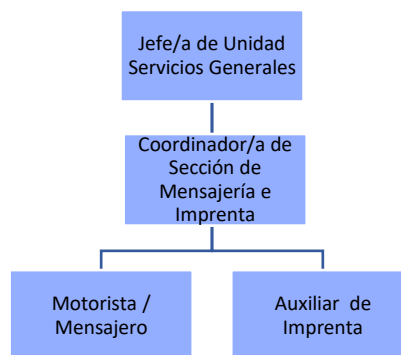 Jefe/a de Unidad
Servicios Generales
Coordinador/a de
Sección de
Mensajería e
Imprenta
Motorista /
Mensajero
Auxiliar de
Imprenta